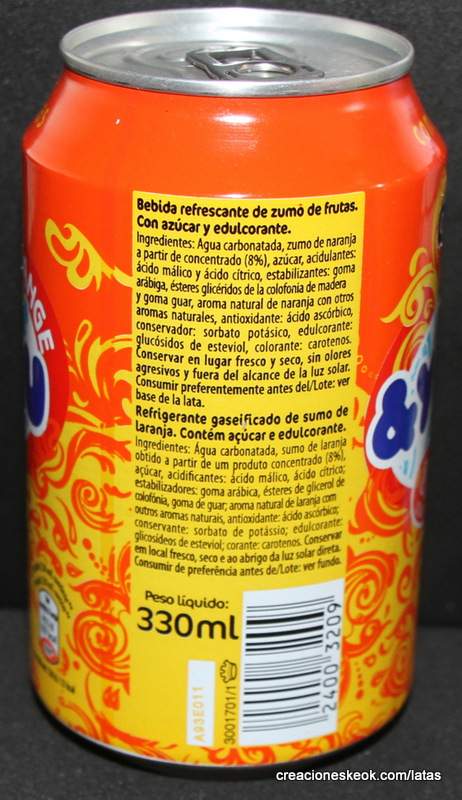 Bebida refrescante de zumo de frutas.
Con azúcar y edulcorante.
Ingredientes: Agua carbonatada, zumo de naranja
a partir de concentrado (8%), azúcar, acidulantes:
ácido málico y ácido cítrico, estabilizantes: goma
arábiga, ésteres glicéridos de la colofonía de madera
y goma guar, aroma natural de naranja con otros
aromas naturales, antioxidante: ácido ascórbico,
conservador: sorbato potásico, edulcorante:
glucósidos de esteviol, colorante: carotenos.
Conservar en lugar fresco y seco, sin olores
agresivos y fuera del alcance de la luz solar.
Consumir preferentemente antes del/Lote: ver
base de la lata.
Refrigerante gaseificado de sumo de
laranja. Contém açúcar e edulcorante.
Ingredientes: Água carbonatada, sumo de laranja
obtido a partir de um produto concentrado (8%),
açúcar, acidificantes: ácido málico, ácido cítrico;
estabilizadores: goma arábica, ésteres de glicerol de
colofónia, goma de guar; aroma natural de laranja com
outros aromas naturais, antioxidante: ácido ascórbico;
conservante: sorbato de potássio; edulcorante:
glicosídeos de esteviol; corante: carotenos. Conservar
em local fresco, seco e ao abrigo da luz solar direta.
Consumir de preferência antes de/Lote: ver fundo.
Peso líquido:
330ml
A93E011
3001701/1
2400 3209
ANGE
&
creacioneskeok.com/latas